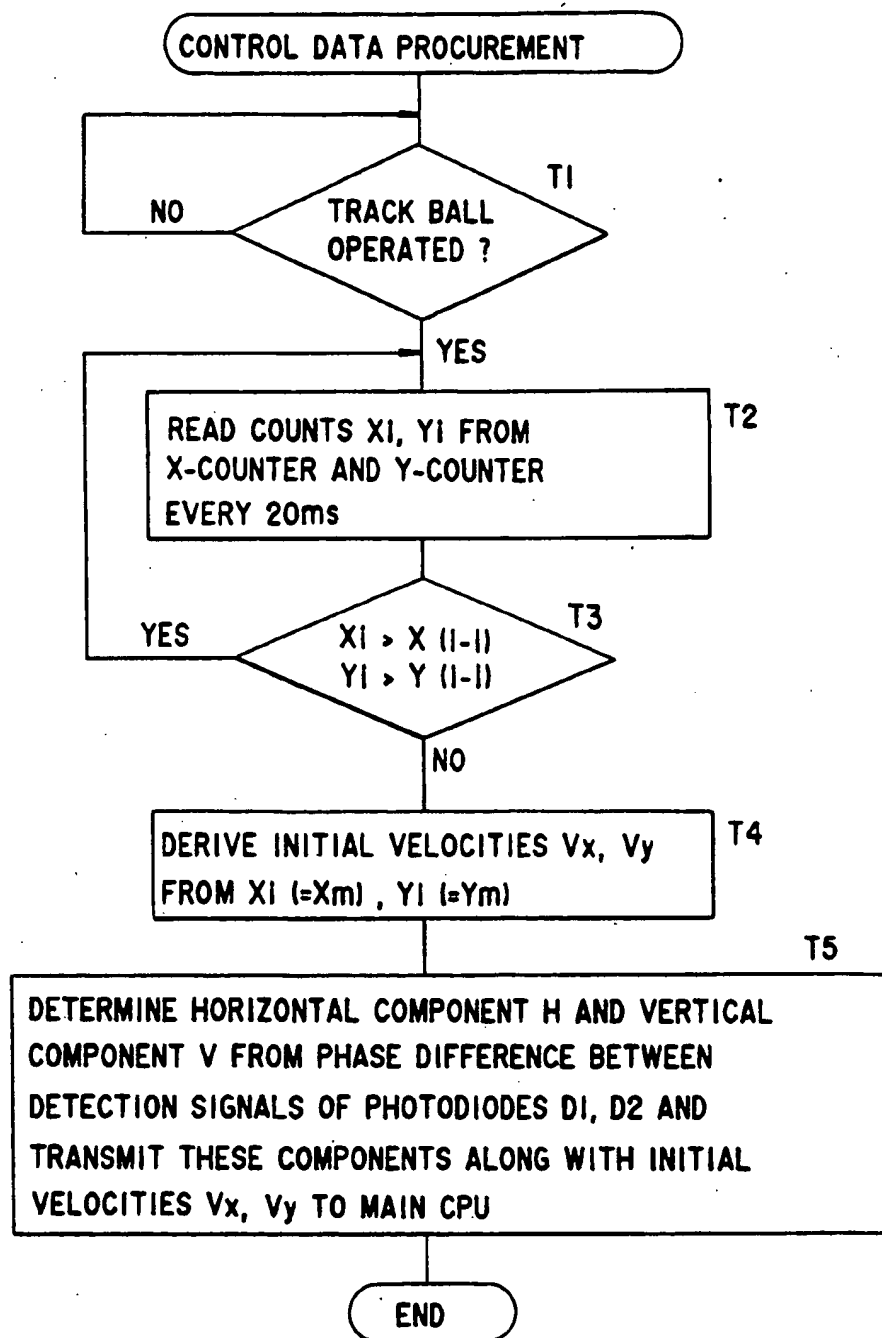 CONTROL DATA PROCUREMENT
T1
NO
TRACK BALL
OPERATED ?
YES
T2
READ COUNTS Xi, Yi FROM
X-COUNTER AND Y-COUNTER
EVERY 20ms
T3
YES
Xi > X (i-1)
Yi > Y (i-1)
NO
T4
DERIVE INITIAL VELOCITIES Vx, Vy
FROM Xi (=Xm) , Yi (=Ym)
T5
DETERMINE HORIZONTAL COMPONENT H AND VERTICAL
COMPONENT V FROM PHASE DIFFERENCE BETWEEN
DETECTION SIGNALS OF PHOTODIODES D1, D2 AND
TRANSMIT THESE COMPONENTS ALONG WITH INITIAL
VELOCITIES Vx, Vy TO MAIN CPU
END